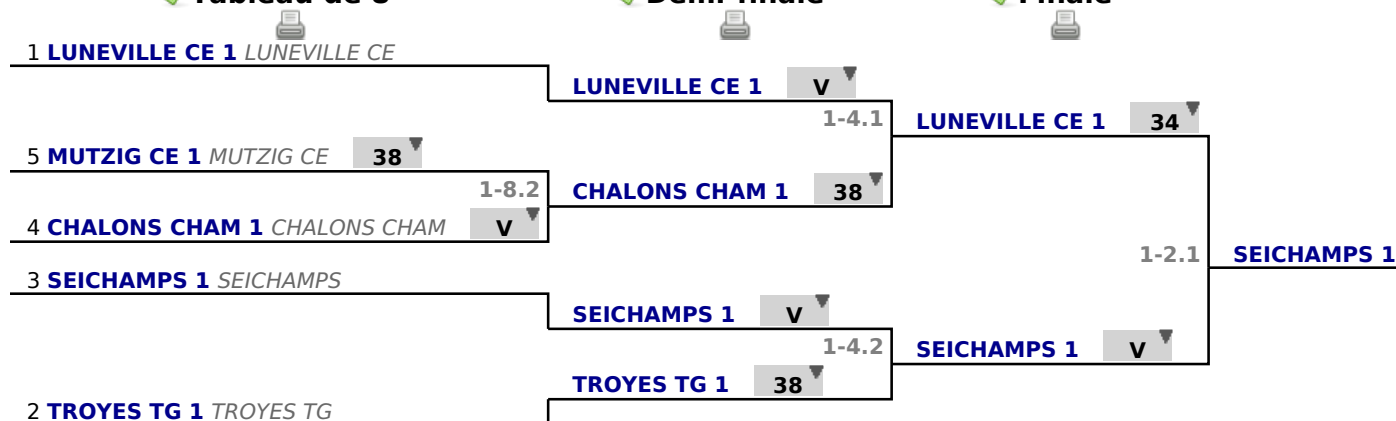 Tableau de 8 Demi-finale Finale
1 LUNEVILLE CE 1 LUNEVILLE CE
LUNEVILLE CE 1 V
1-4.1
LUNEVILLE CE 1 34
5 MUTZIG CE 1 MUTZIG CE 38
1-8.2
CHALONS CHAM 1 38
4 CHALONS CHAM 1 CHALONS CHAM V
1-2.1
SEICHAMPS 1
3 SEICHAMPS 1 SEICHAMPS
SEICHAMPS 1 V
1-4.2
SEICHAMPS 1 V
TROYES TG 1 38
2 TROYES TG 1 TROYES TG